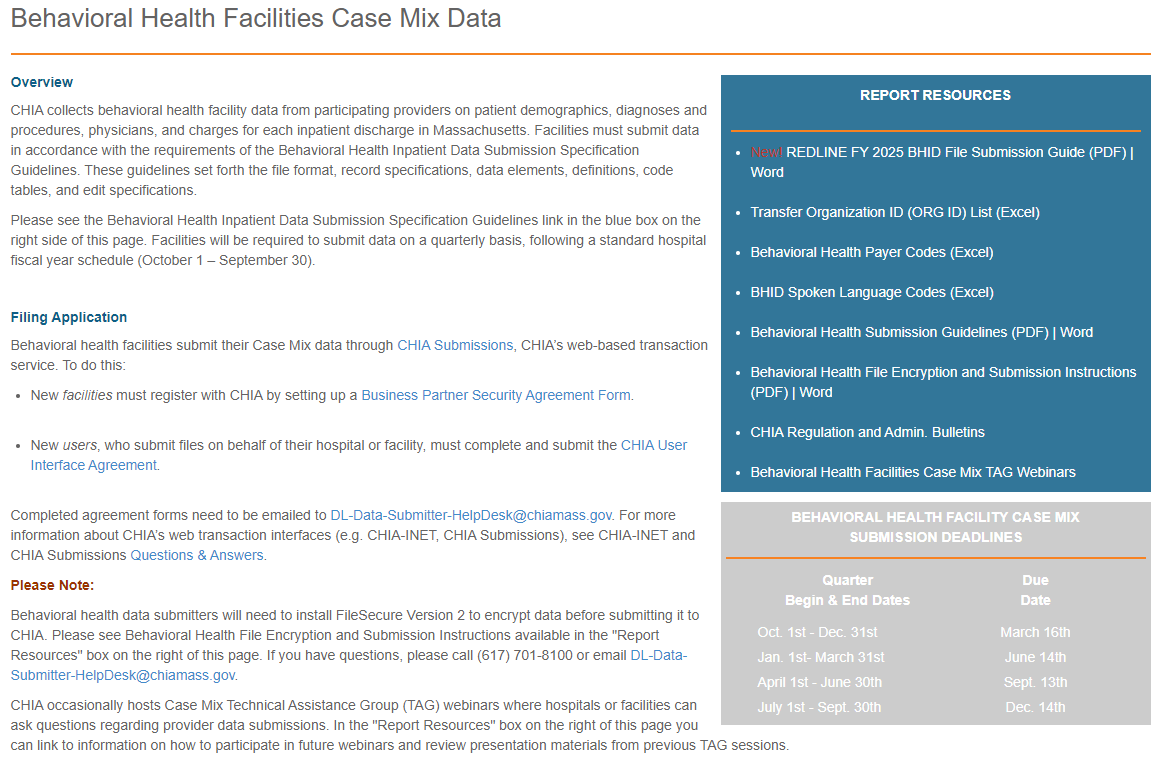 Behavioral Health Facilities Case Mix Data
Overview
CHIA collects behavioral health facility data from participating providers on patient demographics, diagnoses and
procedures, physicians, and charges for each inpatient discharge in Massachusetts. Facilities must submit data
in accordance with the requirements of the Behavioral Health Inpatient Data Submission Specification
Guidelines. These guidelines set forth the file format, record specifications, data elements, definitions, code
tables, and edit specifications.
Please see the Behavioral Health Inpatient Data Submission Specification Guidelines link in the blue box on the
right side of this page. Facilities will be required to submit data on a quarterly basis, following a standard hospital
fiscal year schedule (October 1 – September 30).
Filing Application
Behavioral health facilities submit their Case Mix data through CHIA Submissions, CHIA's web-based transaction
service. To do this:
• New facilities must register with CHIA by setting up a Business Partner Security Agreement Form.
• New users, who submit files on behalf of their hospital or facility, must complete and submit the CHIA User
Interface Agreement.
Completed agreement forms need to be emailed to DL-Data-Submitter-HelpDesk@chiamass.gov. For more
information about CHIA's web transaction interfaces (e.g. CHIA-INET, CHIA Submissions), see CHIA-INET and
CHIA Submissions Questions & Answers.
Please Note:
Behavioral health data submitters will need to install FileSecure Version 2 to encrypt data before submitting it to
CHIA. Please see Behavioral Health File Encryption and Submission Instructions available in the "Report
Resources" box on the right of this page. If you have questions, please call (617) 701-8100 or email DL-Data-
Submitter-HelpDesk@chiamass.gov.
CHIA occasionally hosts Case Mix Technical Assistance Group (TAG) webinars where hospitals or facilities can
ask questions regarding provider data submissions. In the "Report Resources" box on the right of this page you
can link to information on how to participate in future webinars and review presentation materials from previous TAG sessions.
REPORT RESOURCES
• New! REDLINE FY 2025 BHID File Submission Guide (PDF) |
Word
• Transfer Organization ID (ORG ID) List (Excel)
• Behavioral Health Payer Codes (Excel)
• BHID Spoken Language Codes (Excel)
• Behavioral Health Submission Guidelines (PDF) | Word
• Behavioral Health File Encryption and Submission Instructions
(PDF) | Word
• CHIA Regulation and Admin. Bulletins
• Behavioral Health Facilities Case Mix TAG Webinars
BEHAVIORAL HEALTH FACILITY CASE MIX
SUBMISSION DEADLINES
Quarter Due
Begin & End Dates Date
Oct. 1st - Dec. 31st March 16th
Jan. 1st- March 31st June 14th
April 1st - June 30th Sept. 13th
July 1st - Sept. 30th Dec. 14th